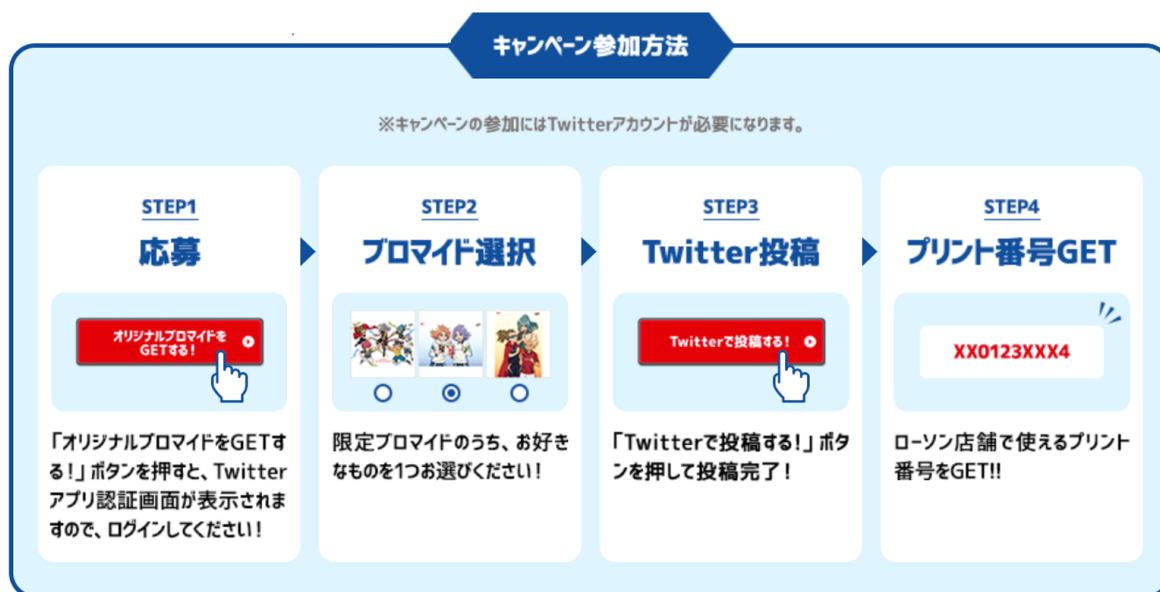 キャンペーン参加方法
※キャンペーンの参加にはTwitterアカウントが必要になります。
STEP1
応募
オリジナルブロマイドを
GETする！
「オリジナルブロマイドをGETす
る！」ボタンを押すと、Twitter
アプリ認証画面が表示されま
すので、ログインしてください！
STEP2
ブロマイド選択
限定ブロマイドのうち、お好き
なものを1つお選びください！
STEP3
Twitter投稿
Twitterで投稿する！
「Twitterで投稿する！」ボタ
ンを押して投稿完了！
STEP4
プリント番号GET
XX0123XXX4
ローソン店舗で使えるプリント
番号をGET!!